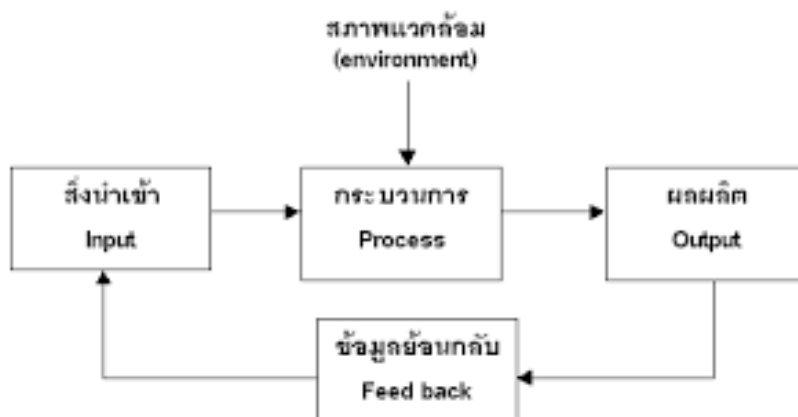 สภาพแวดล้อม
(environment)
สิ่งนำเข้า
Input
กระบวนการ
Process
ผลผลิต
Output
ข้อมูลย้อนกลับ
Feed back